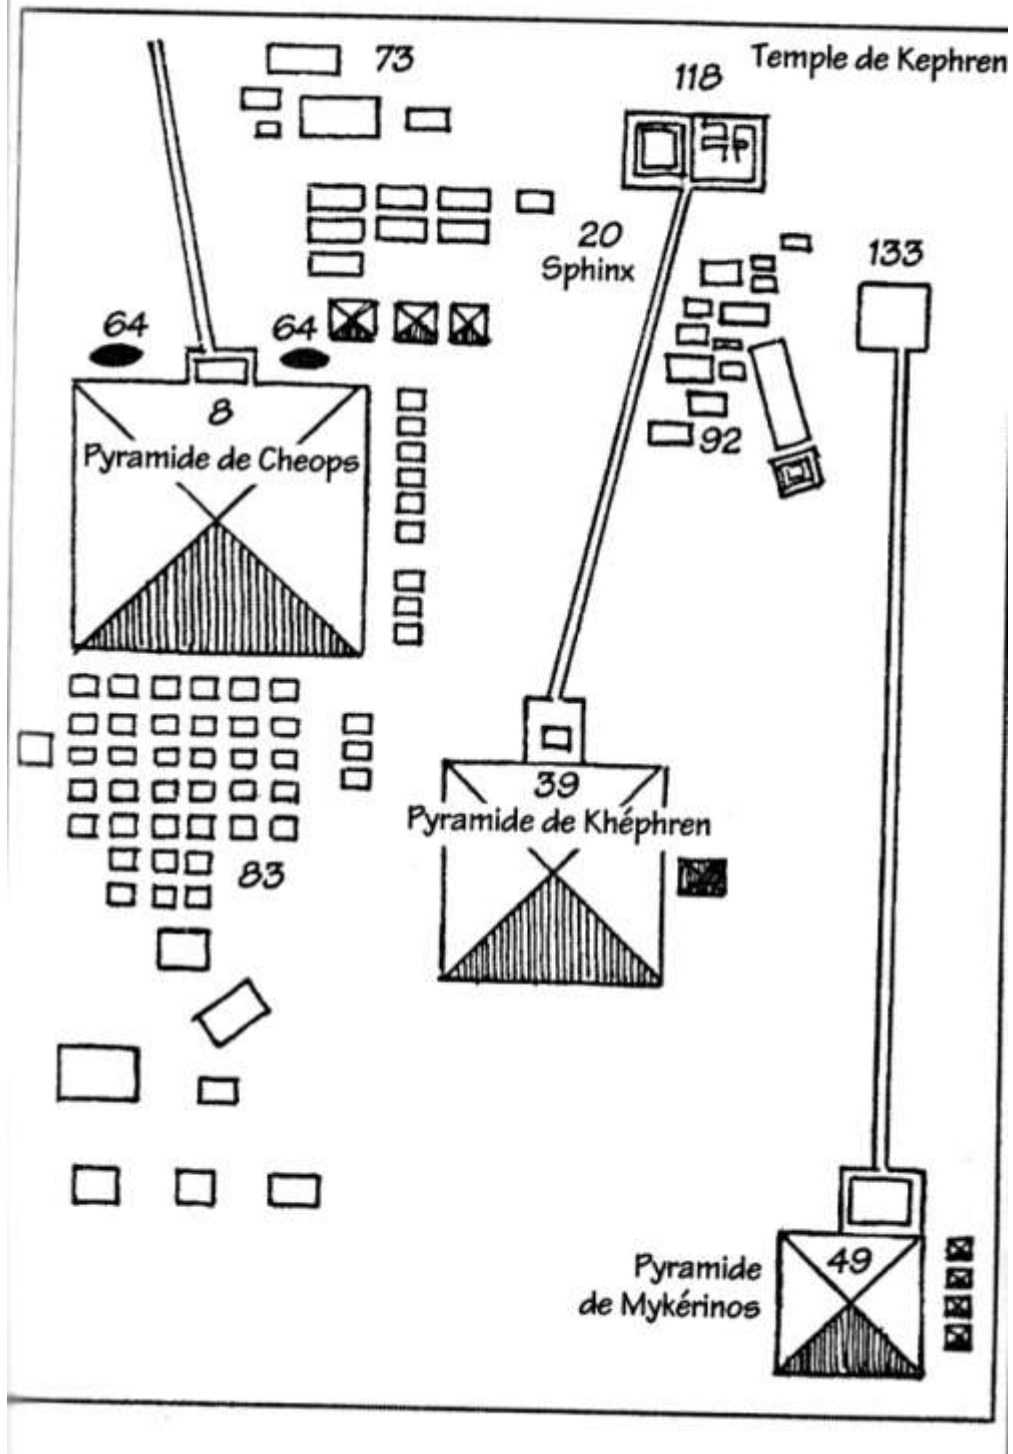 Temple de Kephren
73
118
20
Sphinx
133
64
64
8
Pyramide de Cheops
92
39
Pyramide de Khéphren
83
Pyramide
de Mykérinos
49